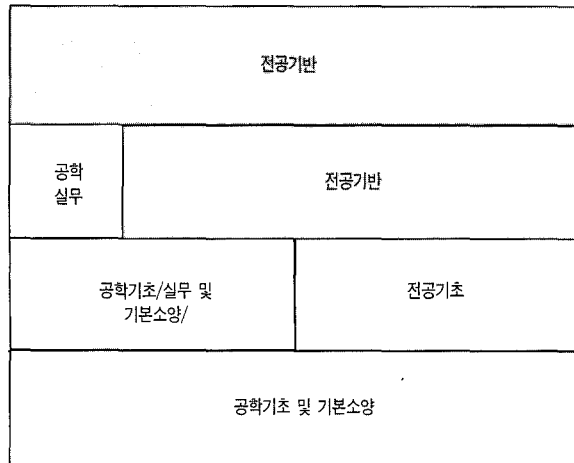 전공기반
공학
실무
전공기반
공학기초/실무 및
기본소양/
전공기초
공학기초 및 기본소양